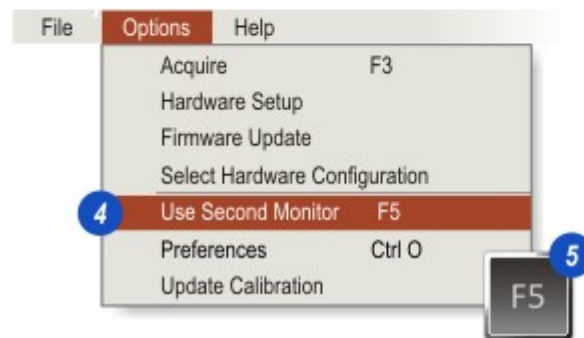 File Options Help
Acquire F3
Hardware Setup
Firmware Update
Select Hardware Configuration
4 Use Second Monitor F5
Preferences Ctrl O
5
Update Calibration
F5